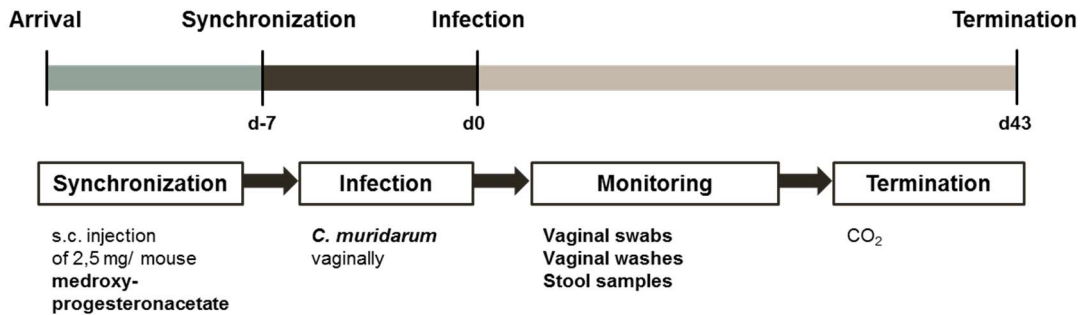 Arrival Synchronization Infection Termination
d-7 d0 d43
Synchronization Infection Monitoring Termination
s.c. injection
of 2,5 mg/ mouse
medroxy-
progesteronacetate
C. muridarum
vaginally
Vaginal swabs
Vaginal washes
Stool samples
CO₂